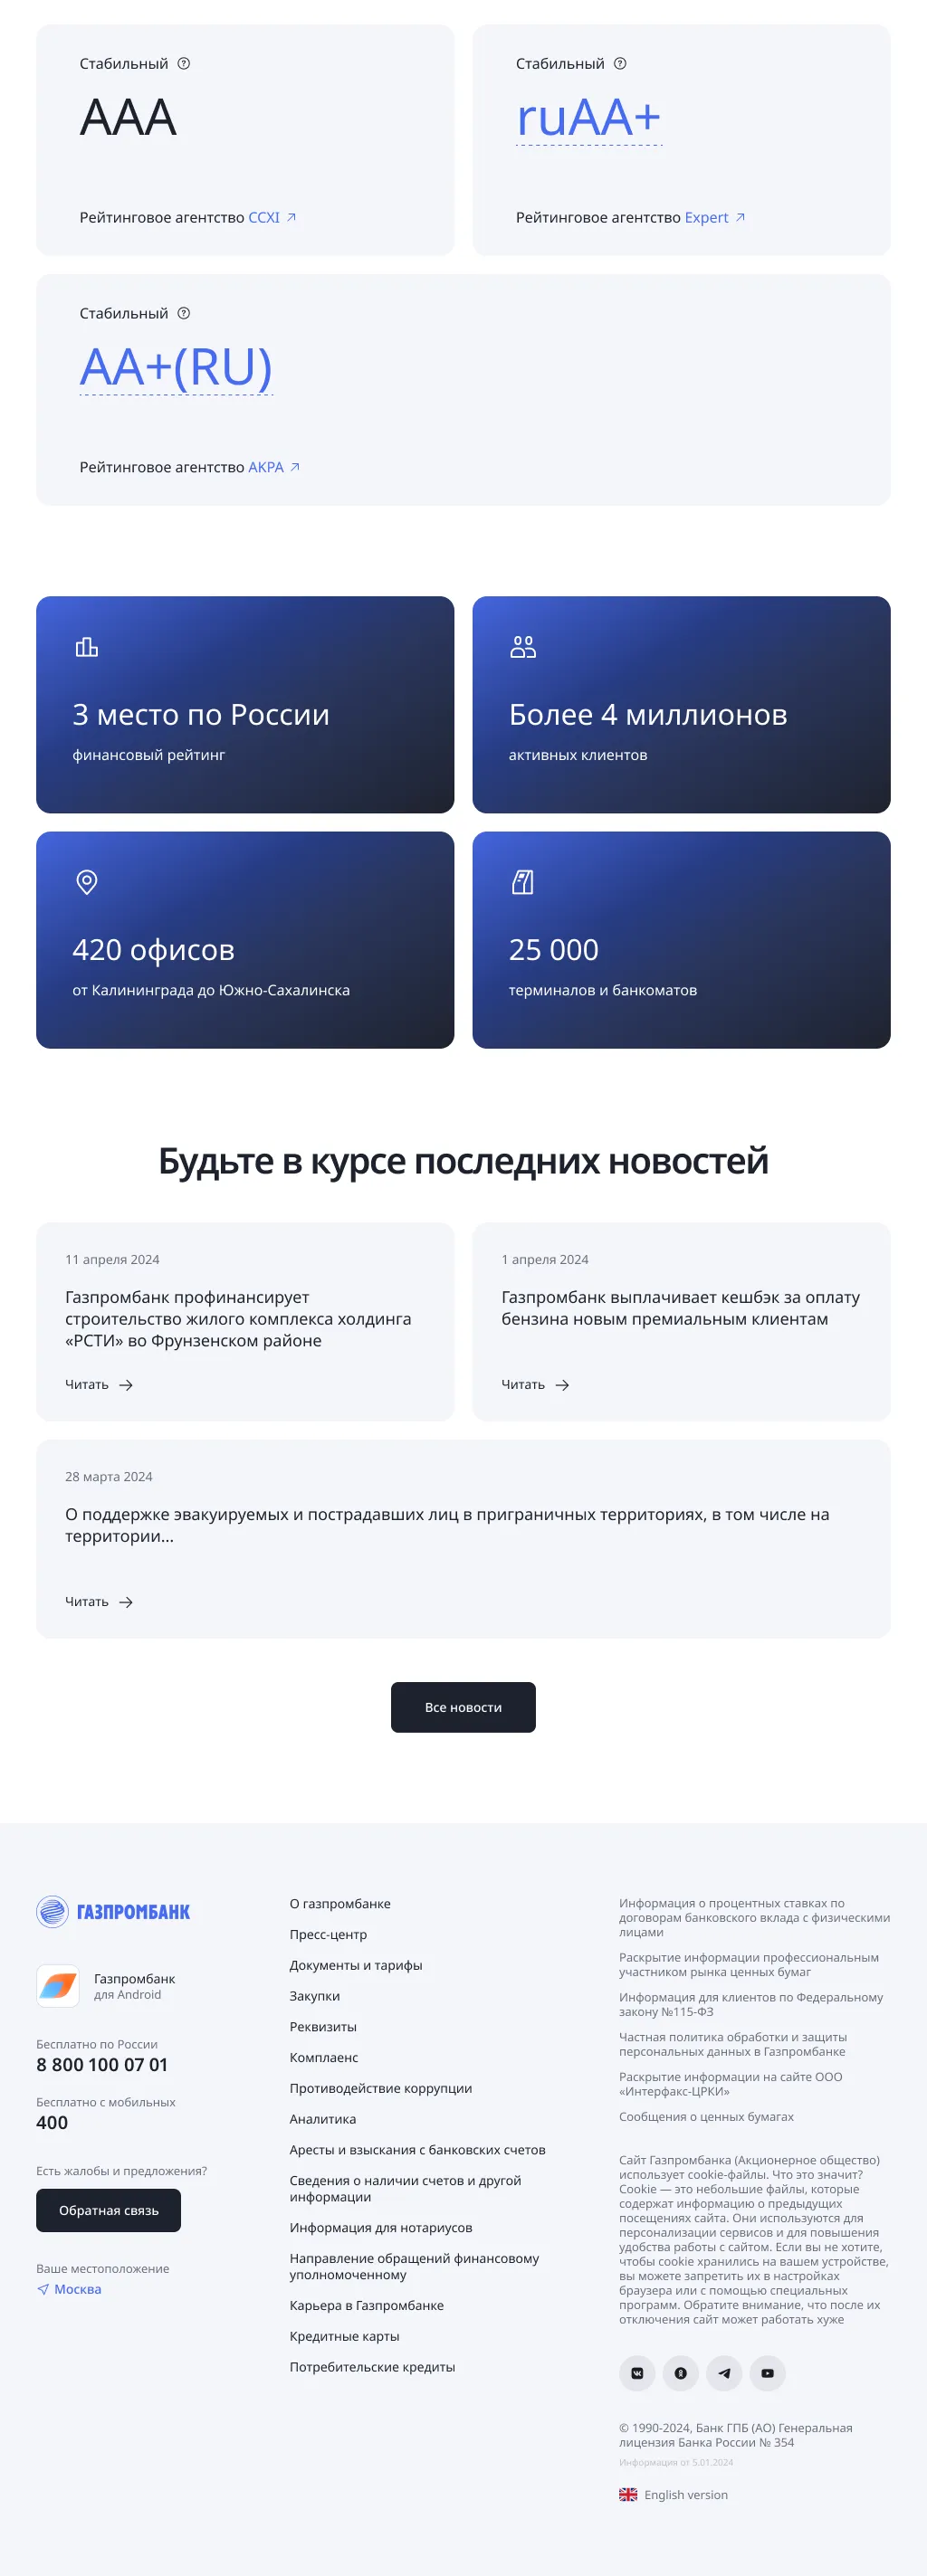 Стабильный
AAA
Рейтинговое агентство CCXI
Стабильный
ruAA+
Рейтинговое агентство Expert
Стабильный
AA+(RU)
Рейтинговое агентство АКРА
3 место по России
финансовый рейтинг
Более 4 миллионов
активных клиентов
420 офисов
от Калининграда до Южно-Сахалинска
25 000
терминалов и банкоматов
Будьте в курсе последних новостей
11 апреля 2024
Газпромбанк профинансирует
строительство жилого комплекса холдинга
«РСТИ» во Фрунзенском районе
Читать
1 апреля 2024
Газпромбанк выплачивает кешбэк за оплату
бензина новым премиальным клиентам
Читать
28 марта 2024
О поддержке эвакуируемых и пострадавших лиц в приграничных территориях, в том числе на
территории...
Читать
Все новости
ГАЗПРОМБАНК
Газпромбанк
для Android
Бесплатно по России
8 800 100 07 01
Бесплатно с мобильных
400
Есть жалобы и предложения?
Обратная связь
Ваше местоположение
Москва
О газпромбанке
Пресс-центр
Документы и тарифы
Закупки
Реквизиты
Комплаенс
Противодействие коррупции
Аналитика
Аресты и взыскания с банковских счетов
Сведения о наличии счетов и другой
информации
Информация для нотариусов
Направление обращений финансовому
уполномоченному
Карьера в Газпромбанке
Кредитные карты
Потребительские кредиты
Информация о процентных ставках по
договорам банковского вклада с физическими
лицами
Раскрытие информации профессиональным
участником рынка ценных бумаг
Информация для клиентов по Федеральному
закону №115-ФЗ
Частная политика обработки и защиты
персональных данных в Газпромбанке
Раскрытие информации на сайте ООО
«Интерфакс-ЦРКИ»
Сообщения о ценных бумагах
Сайт Газпромбанка (Акционерное общество)
использует cookie-файлы. Что это значит?
Cookie — это небольшие файлы, которые
содержат информацию о предыдущих
посещениях сайта. Они используются для
персонализации сервисов и для повышения
удобства работы с сайтом. Если вы не хотите,
чтобы cookie хранились на вашем устройстве,
вы можете запретить их в настройках
браузера или с помощью специальных
программ. Обратите внимание, что после их
отключения сайт может работать хуже
© 1990-2024, Банк ГПБ (АО) Генеральная
лицензия Банка России № 354
Информация от 5.01.2024
English version